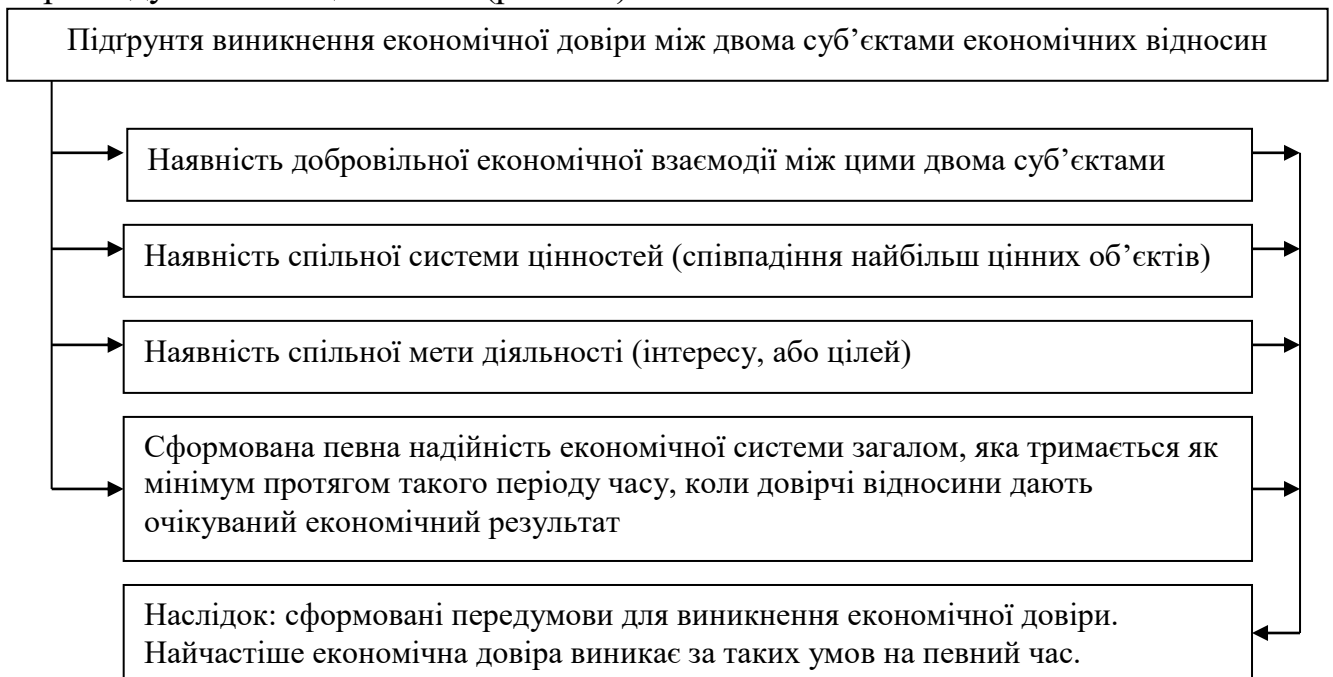 Підґрунтя виникнення економічної довіри між двома суб’єктами економічних відносин
Наявність добровільної економічної взаємодії між цими двома суб’єктами
Наявність спільної системи цінностей (співпадіння найбільш цінних об’єктів)
Наявність спільної мети діяльності (інтересу, або цілей)
Сформована певна надійність економічної системи загалом, яка тримається як
мінімум протягом такого періоду часу, коли довірчі відносини дають
очікуваний економічний результат
Наслідок: сформовані передумови для виникнення економічної довіри.
Найчастіше економічна довіра виникає за таких умов на певний час.